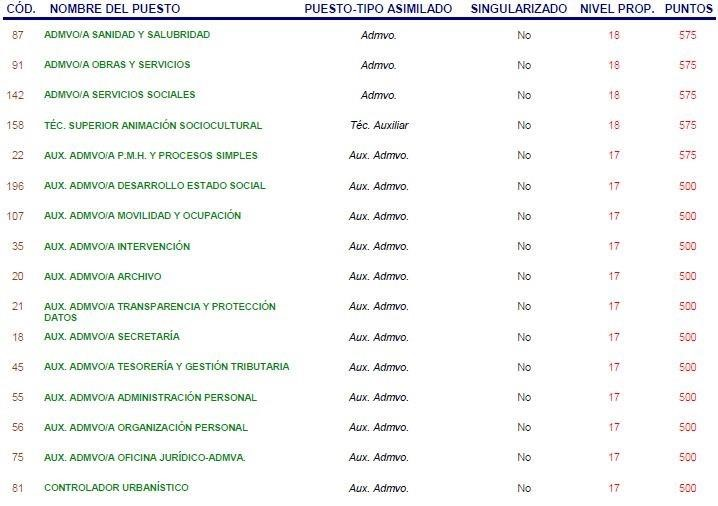 CÓD. NOMBRE DEL PUESTO PUESTO-TIPO ASIMILADO SINGULARIZADO NIVEL PROP. PUNTOS
87 ADMVO/A SANIDAD Y SALUBRIDAD Admvo. No 18 575
91 ADMVO/A OBRAS Y SERVICIOS Admvo. No 18 575
142 ADMVO/A SERVICIOS SOCIALES Admvo. No 18 575
158 TÉC. SUPERIOR ANIMACIÓN SOCIOCULTURAL Téc. Auxiliar No 18 575
22 AUX. ADMVO/A P.M.H. Y PROCESOS SIMPLES Aux. Admvo. No 17 575
196 AUX. ADMVO/A DESARROLLO ESTADO SOCIAL Aux. Admvo. No 17 500
107 AUX. ADMVO/A MOVILIDAD Y OCUPACIÓN Aux. Admvo. No 17 500
35 AUX. ADMVO/A INTERVENCIÓN Aux. Admvo. No 17 500
20 AUX. ADMVO/A ARCHIVO Aux. Admvo. No 17 500
21 AUX. ADMVO/A TRANSPARENCIA Y PROTECCIÓN Aux. Admvo. No 17 500
DATOS
18 AUX. ADMVO/A SECRETARÍA Aux. Admvo. No 17 500
45 AUX. ADMVO/A TESORERÍA Y GESTIÓN TRIBUTARIA Aux. Admvo. No 17 500
55 AUX. ADMVO/A ADMINISTRACIÓN PERSONAL Aux. Admvo. No 17 500
56 AUX. ADMVO/A ORGANIZACIÓN PERSONAL Aux. Admvo. No 17 500
75 AUX. ADMVO/A OFICINA JURÍDICO-ADMVA. Aux. Admvo. No 17 500
81 CONTROLADOR URBANÍSTICO Aux. Admvo. No 17 500